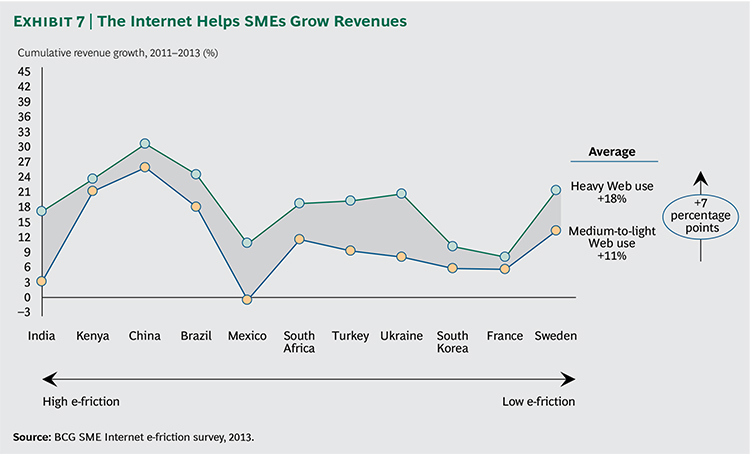 EXHIBIT 7 | The Internet Helps SMEs Grow Revenues
Cumulative revenue growth, 2011–2013 (%)
45
42
39
36
33
30
27
24
21
18
15
12
9
6
3
0
–3
India
Kenya
China
Brazil
Mexico
South
Africa
Turkey
Ukraine
South
Korea
France
Sweden
Average
Heavy Web use
+18%
Medium-to-light
Web use
+11%
+7
percentage
points
High e-friction
Low e-friction
Source: BCG SME Internet e-friction survey, 2013.